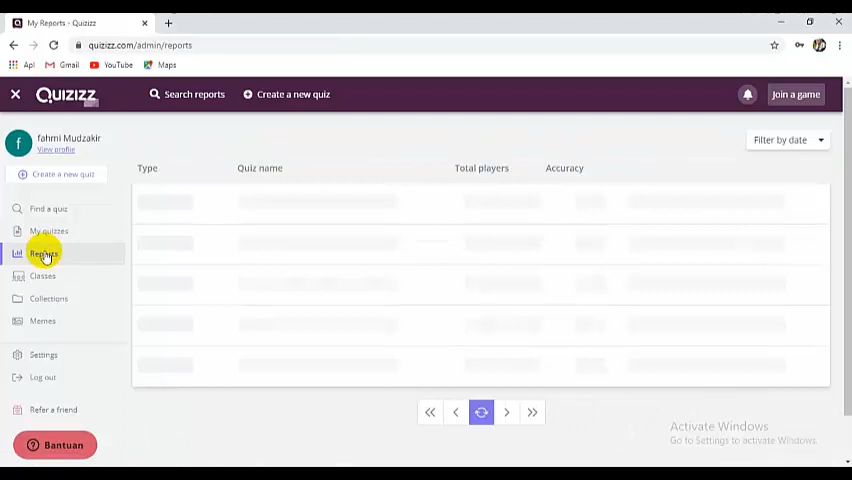 My Reports - Quizizz
quizizz.com/admin/reports
Apl
Gmail
YouTube
Maps
QUIZIZZ
Search reports
Create a new quiz
Join a game
fahmi Mudzakir
View profile
Filter by date
Create a new quiz
Type
Quiz name
Total players
Accuracy
Find a quiz
My quizzes
Reports
Classes
Collections
Memes
Settings
Log out
Refer a friend
Bantuan
Activate Windows
Go to Settings to activate Windows.